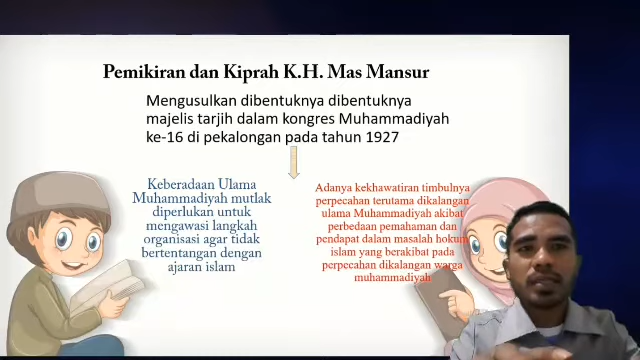 Pemikiran dan Kiprah K.H. Mas Mansur
Mengusulkan dibentuknya dibentuknya
majelis tarjih dalam kongres Muhammadiyah
ke-16 di pekalongan pada tahun 1927
Keberadaan Ulama
Muhammadiyah mutlak
diperlukan untuk
mengawasi langkah
organisasi agar tidak
bertentangan dengan
ajaran islam
Adanya kekhawatiran timbulnya
perpecahan terutama dikalangan
ulama Muhammadiyah akibat
perbedaan pemahaman dan
pendapat dalam masalah hokum
islam yang berakibat pada
perpecahan dikalangan warga
muhammadiyah